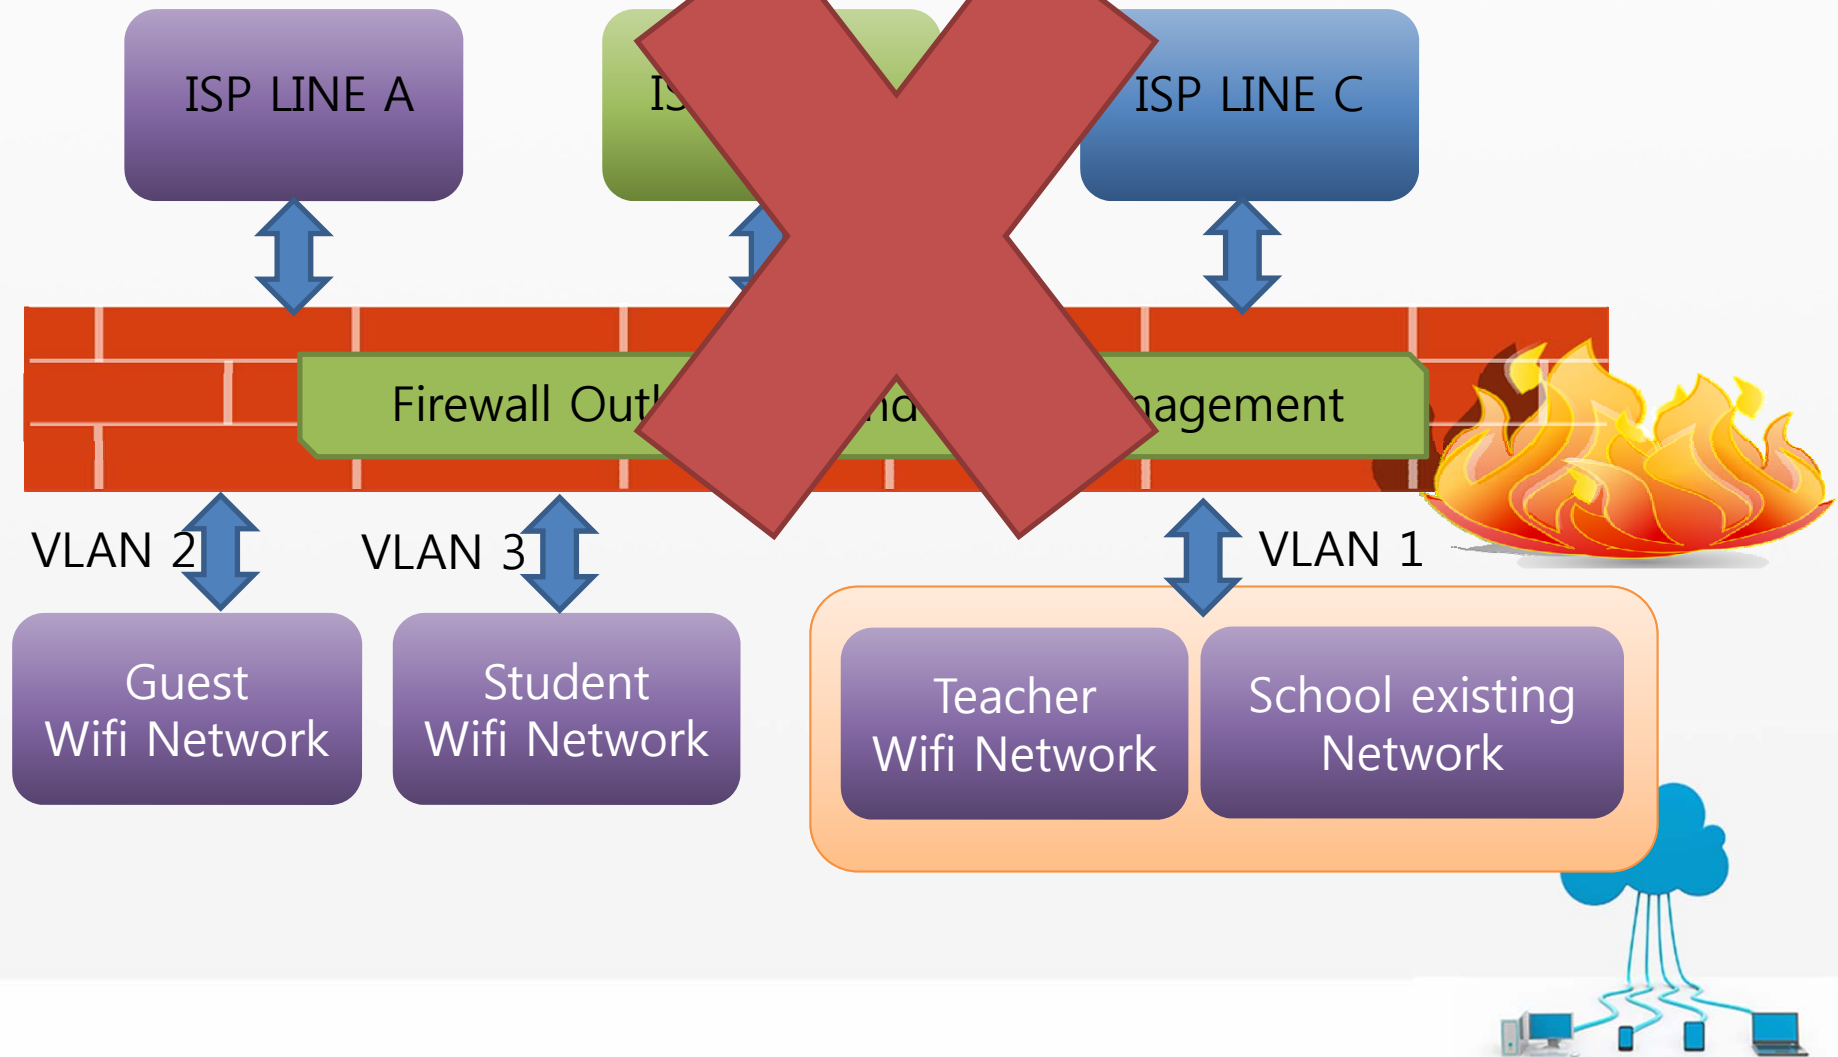 ISP LINE A
ISP LINE C
Firewall
VLAN 2
VLAN 3
VLAN 1
Guest
Wifi Network
Student
Wifi Network
Teacher
Wifi Network
School existing
Network